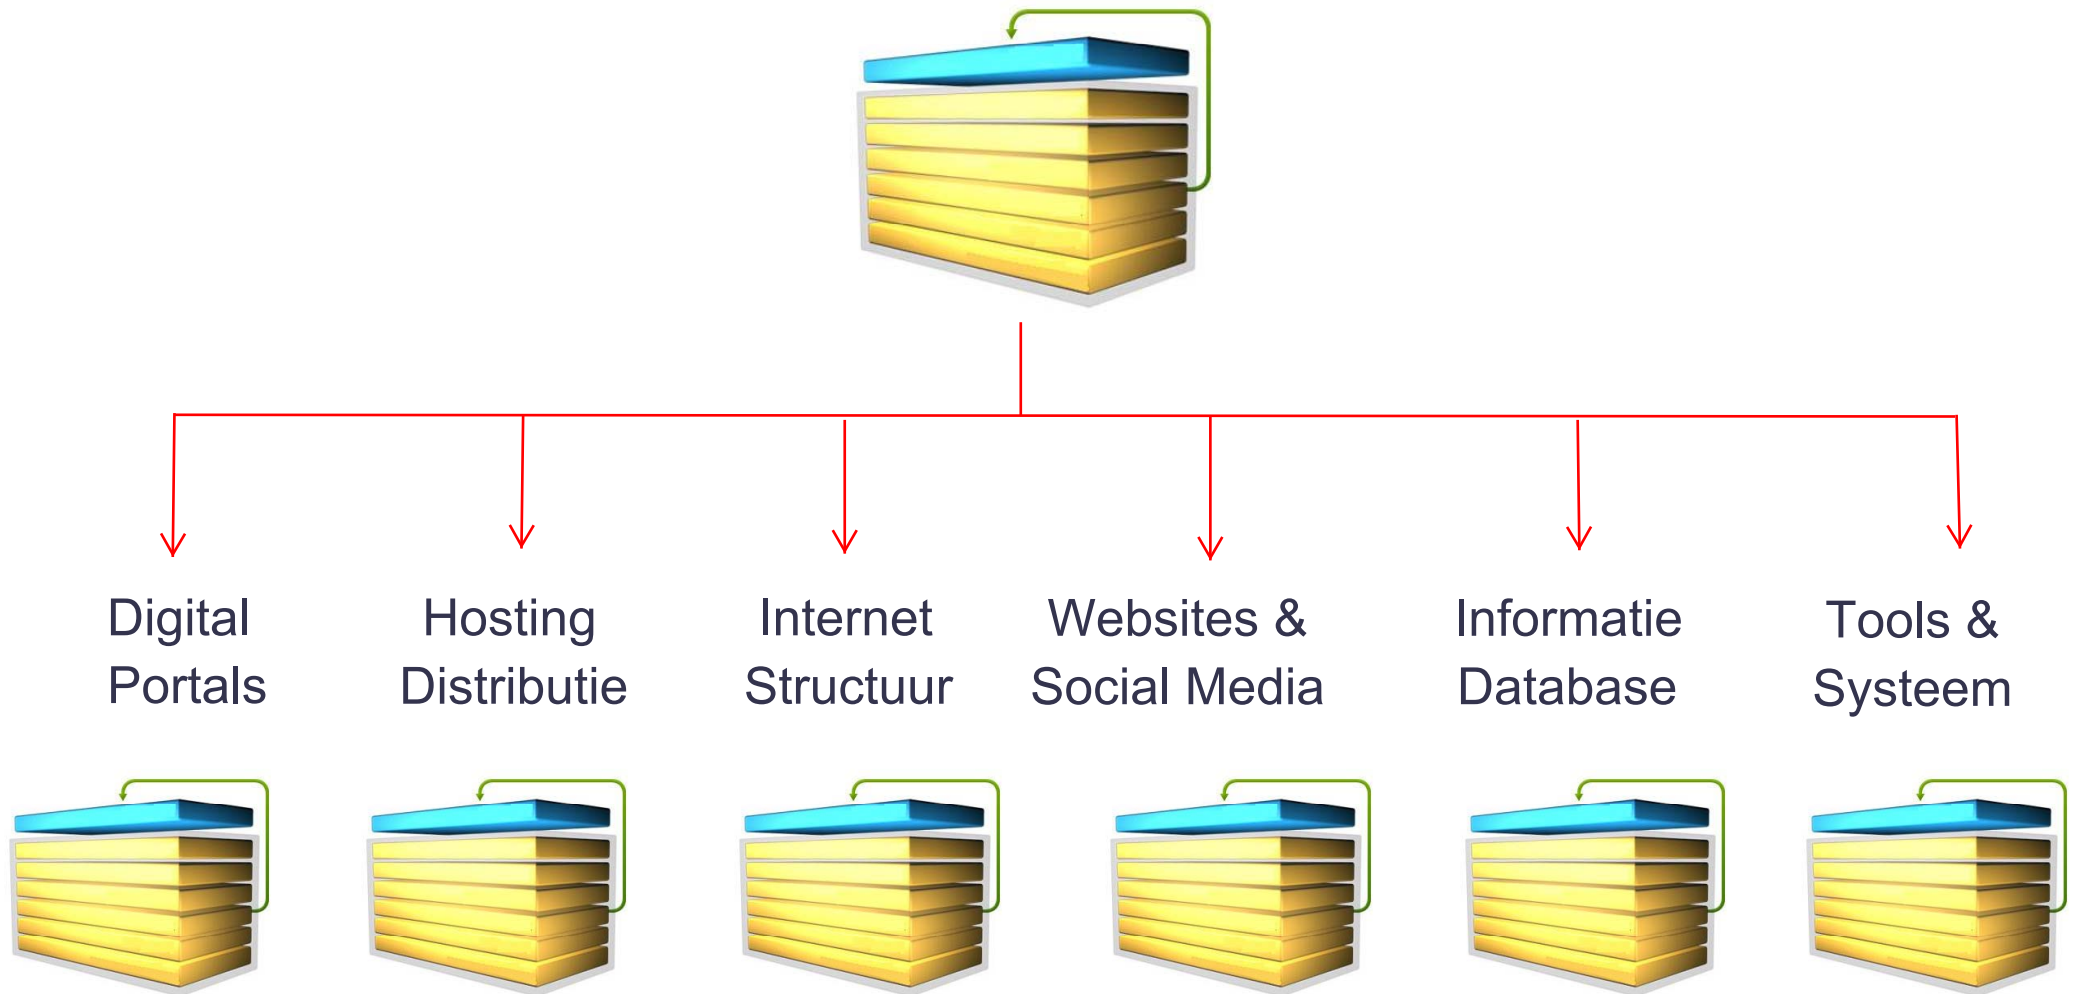 Digital
Portals
Hosting
Distributie
Internet
Structuur
Websites &
Social Media
Informatie
Database
Tools &
Systeem